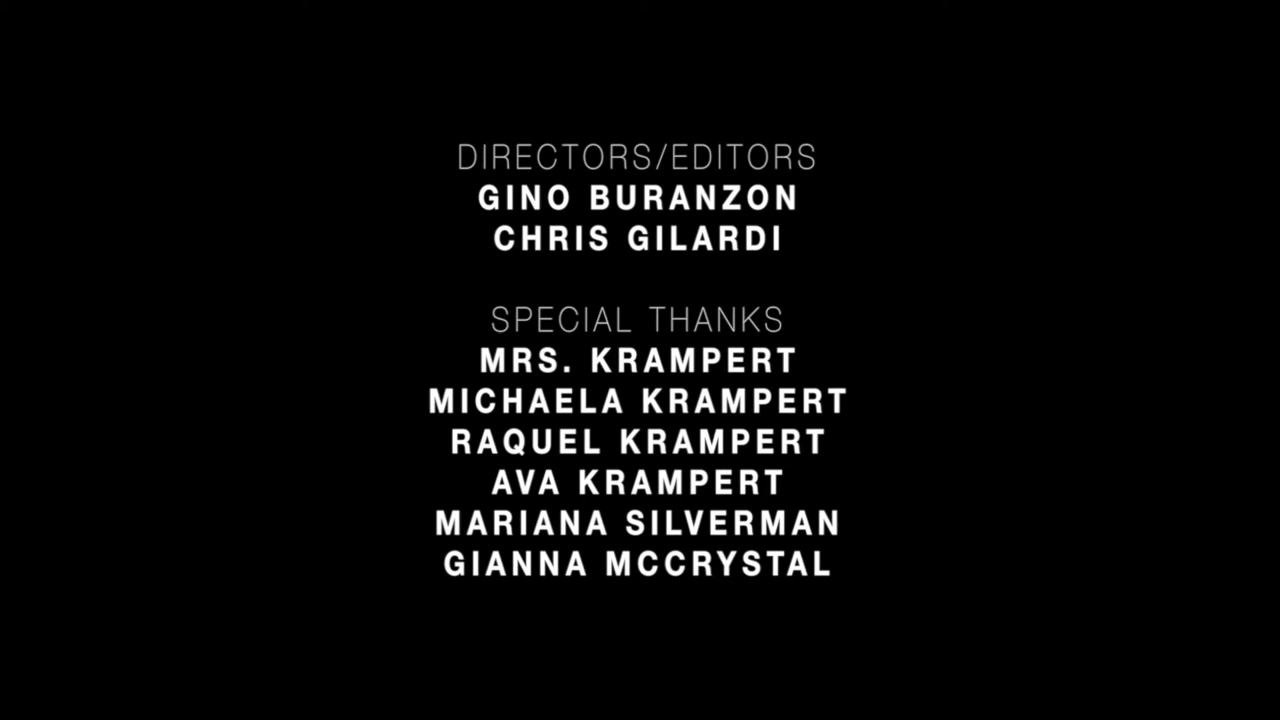 DIRECTORS/EDITORS
GINO BURANZON
CHRIS GILARDI
SPECIAL THANKS
MRS. KRAMPERT
MICHAELA KRAMPERT
RAQUEL KRAMPERT
AVA KRAMPERT
MARIANA SILVERMAN
GIANNA MCCRYSTAL